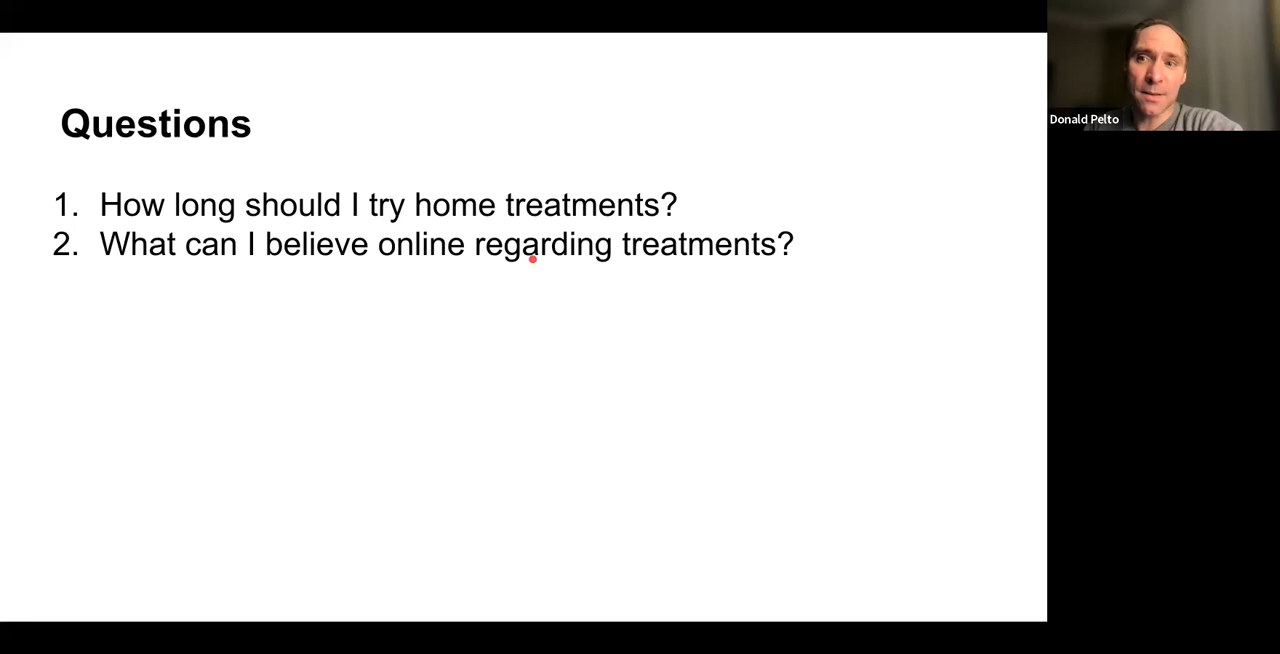 Questions
1. How long should I try home treatments?
2. What can I believe online regarding treatments?
Donald Pelto